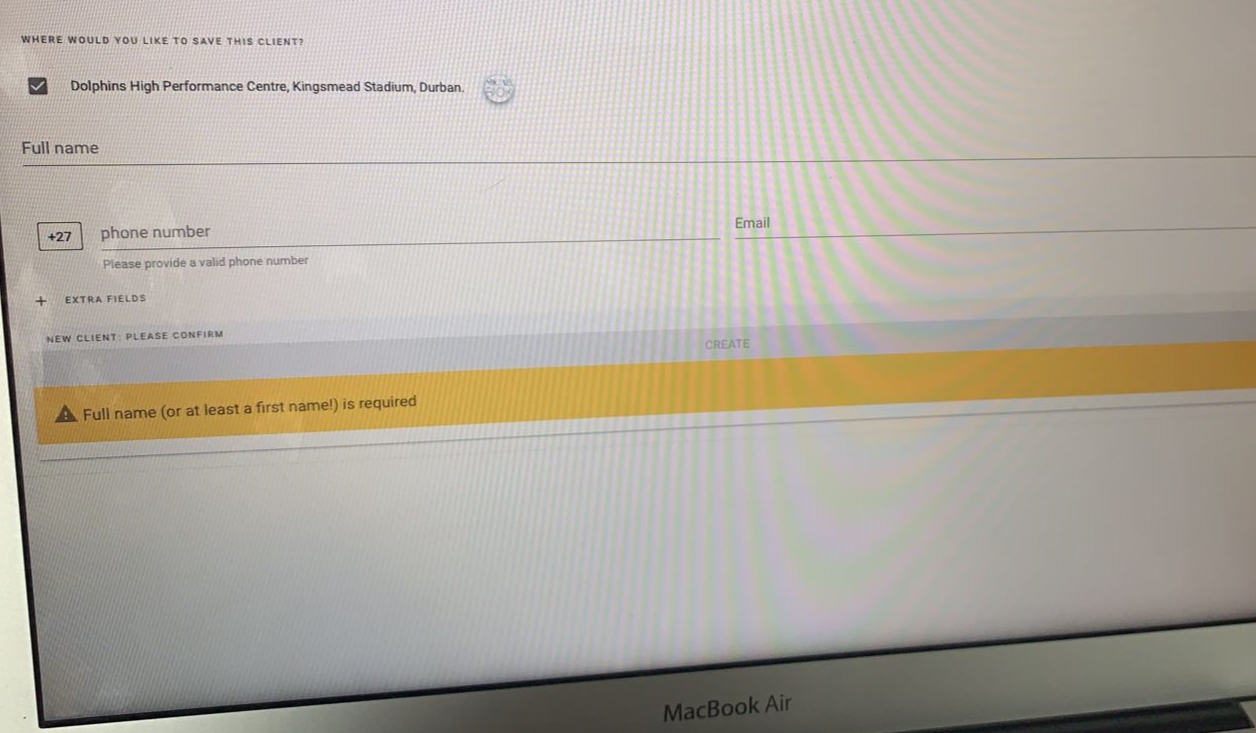 WHERE WOULD YOU LIKE TO SAVE THIS CLIENT?
Dolphins High Performance Centre, Kingsmead Stadium, Durban.
Full name
+27 phone number Email
Please provide a valid phone number
+ EXTRA FIELDS
NEW CLIENT: PLEASE CONFIRM
CREATE
Full name (or at least a first name!) is required
MacBook Air